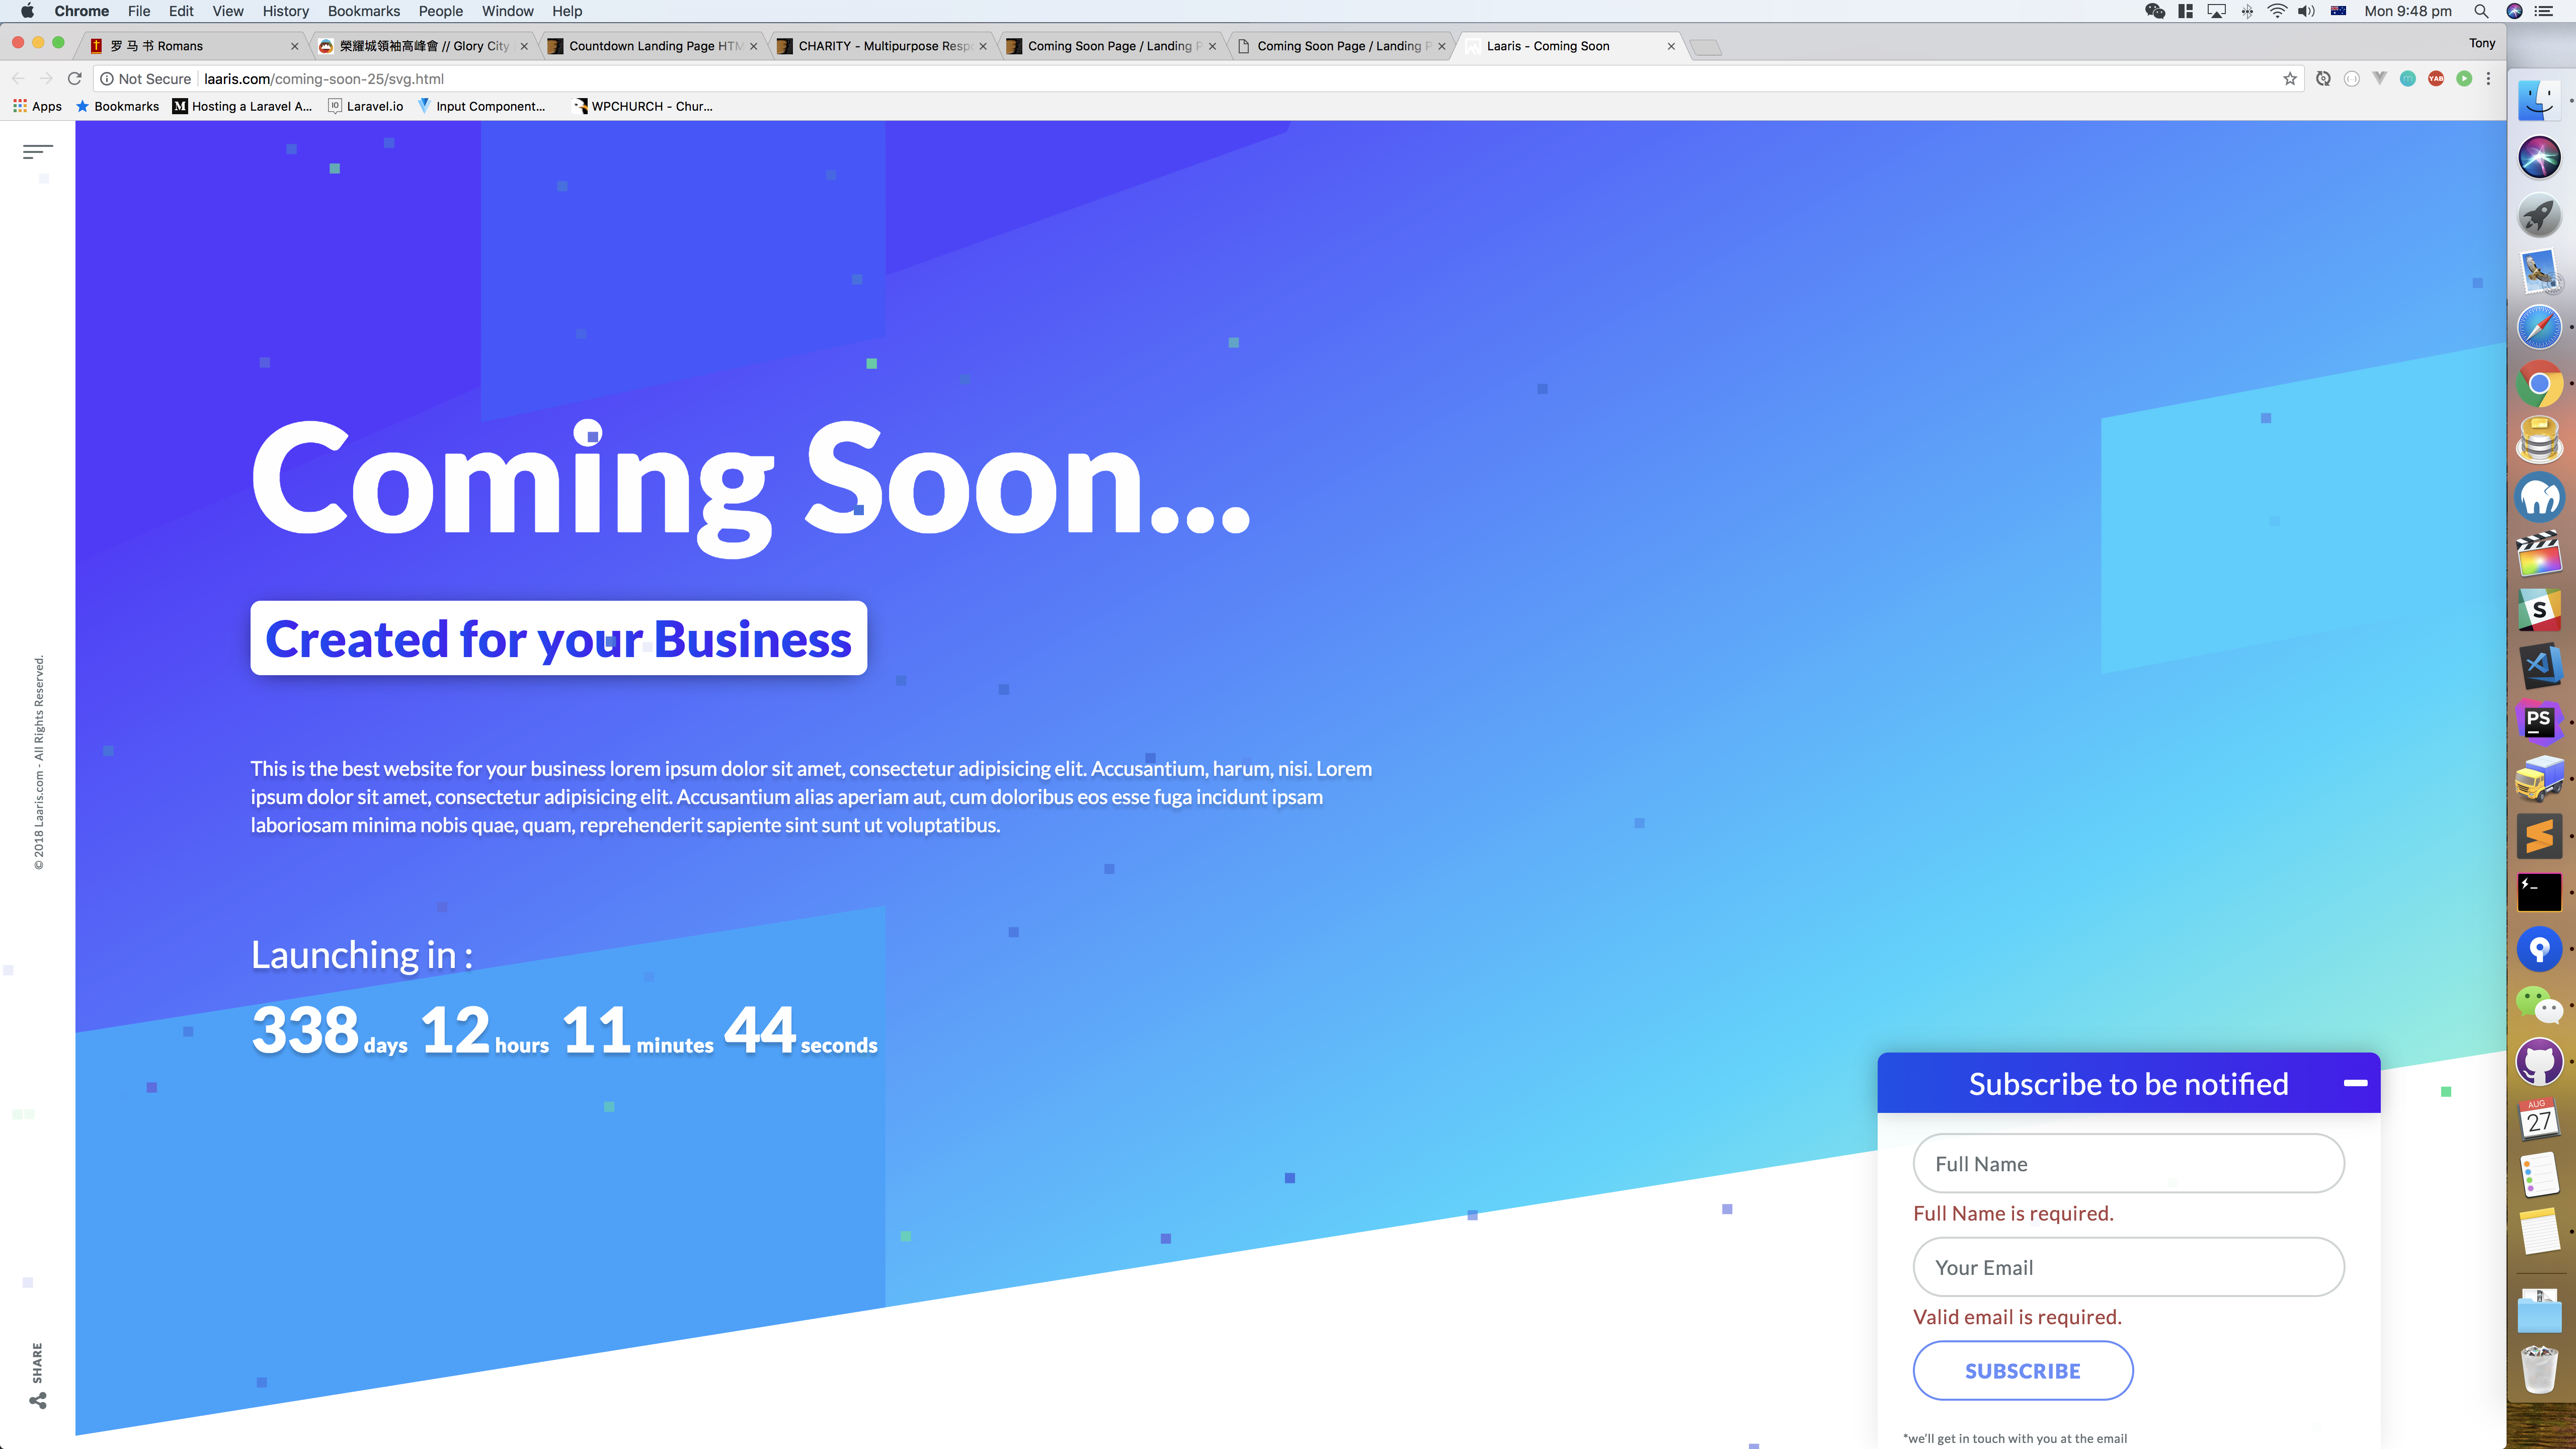 Chrome File Edit View History Bookmarks People Window Help
Mon 9:48 pm
罗 马 书 Romans
榮耀城領袖高峰會 // Glory City
Countdown Landing Page HTM
CHARITY - Multipurpose Resp
Coming Soon Page / Landing P
Coming Soon Page / Landing P
Laaris - Coming Soon
Tony
Not Secure
laaris.com/coming-soon-25/svg.html
YAB
Apps
Bookmarks
M
Hosting a Laravel A...
IO
Laravel.io
Input Component...
WPCHURCH - Chur...
Coming Soon...
Created for your Business
This is the best website for your business lorem ipsum dolor sit amet, consectetur adipisicing elit. Accusantium, harum, nisi. Lorem
ipsum dolor sit amet, consectetur adipisicing elit. Accusantium alias aperiam aut, cum doloribus eos esse fuga incidunt ipsam
laboriosam minima nobis quae, quam, reprehenderit sapiente sint sunt ut voluptatibus.
Launching in :
338 days 12 hours 11 minutes 44 seconds
© 2018 Laaris.com - All Rights Reserved.
SHARE
Subscribe to be notified
Full Name
Full Name is required.
Your Email
Valid email is required.
SUBSCRIBE
*we'll get in touch with you at the email
S
PS
AUG
27